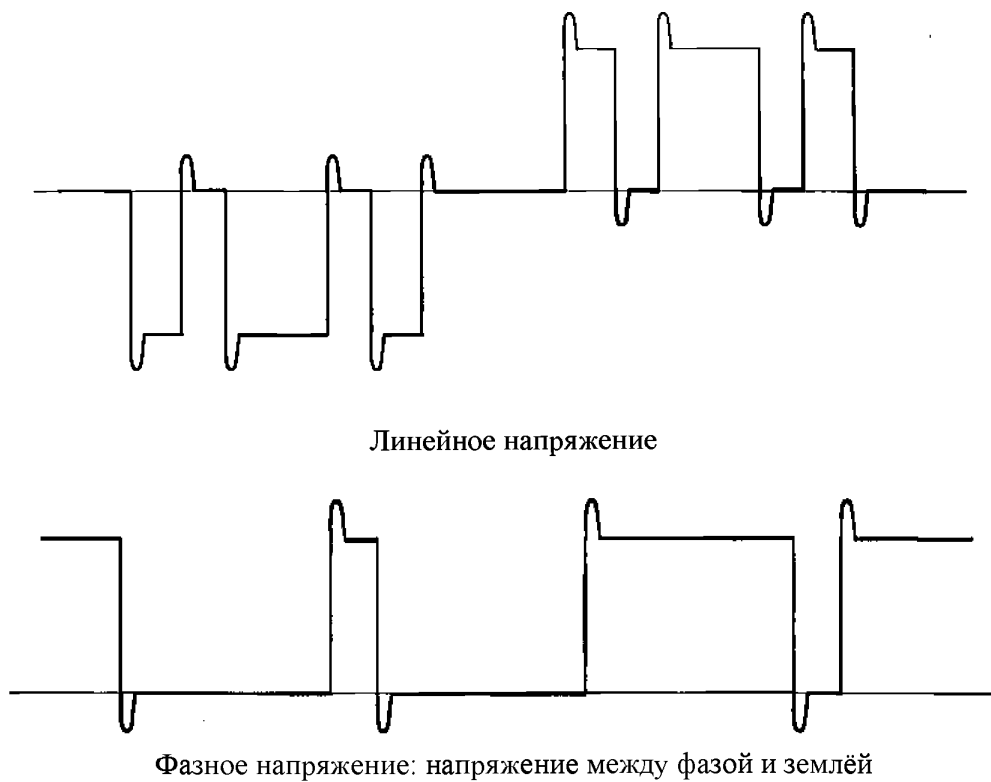 Линейное напряжение
Фазное напряжение: напряжение между фазой и землёй